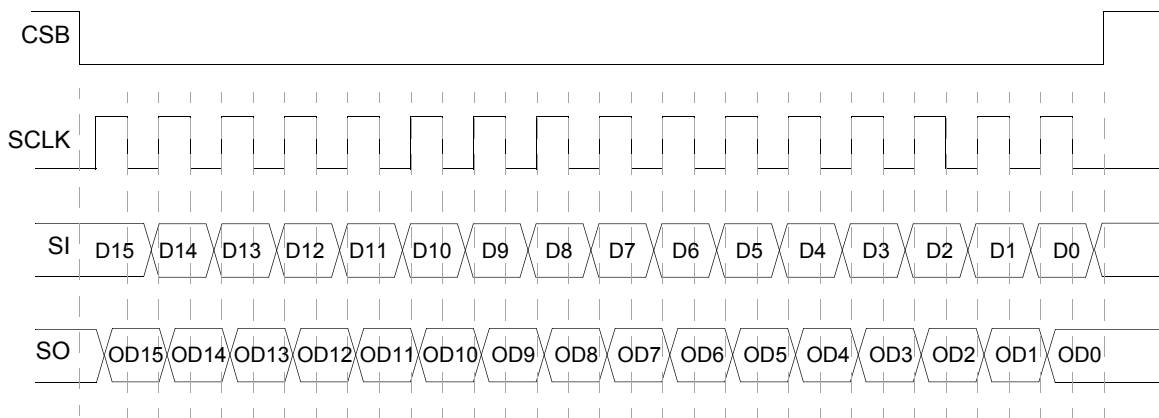 CSB
SCLK
SI D15 D14 D13 D12 D11 D10 D9 D8 D7 D6 D5 D4 D3 D2 D1 D0
SO OD15 OD14 OD13 OD12 OD11 OD10 OD9 OD8 OD7 OD6 OD5 OD4 OD3 OD2 OD1 OD0